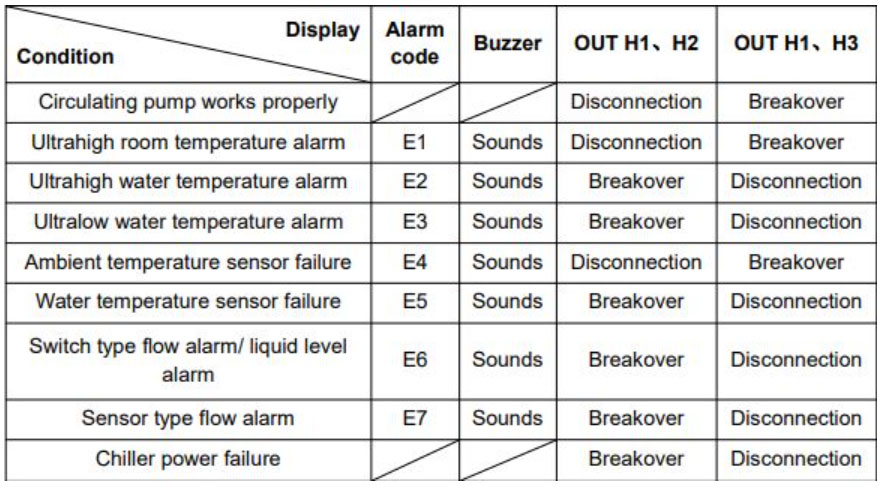 Display Alarm code Buzzer OUT H1、H2 OUT H1、H3
Condition
Circulating pump works properly Disconnection Breakover
Ultrahigh room temperature alarm E1 Sounds Disconnection Breakover
Ultrahigh water temperature alarm E2 Sounds Breakover Disconnection
Ultralow water temperature alarm E3 Sounds Breakover Disconnection
Ambient temperature sensor failure E4 Sounds Disconnection Breakover
Water temperature sensor failure E5 Sounds Breakover Disconnection
Switch type flow alarm/ liquid level
alarm E6 Sounds Breakover Disconnection
Sensor type flow alarm E7 Sounds Breakover Disconnection
Chiller power failure Breakover Disconnection